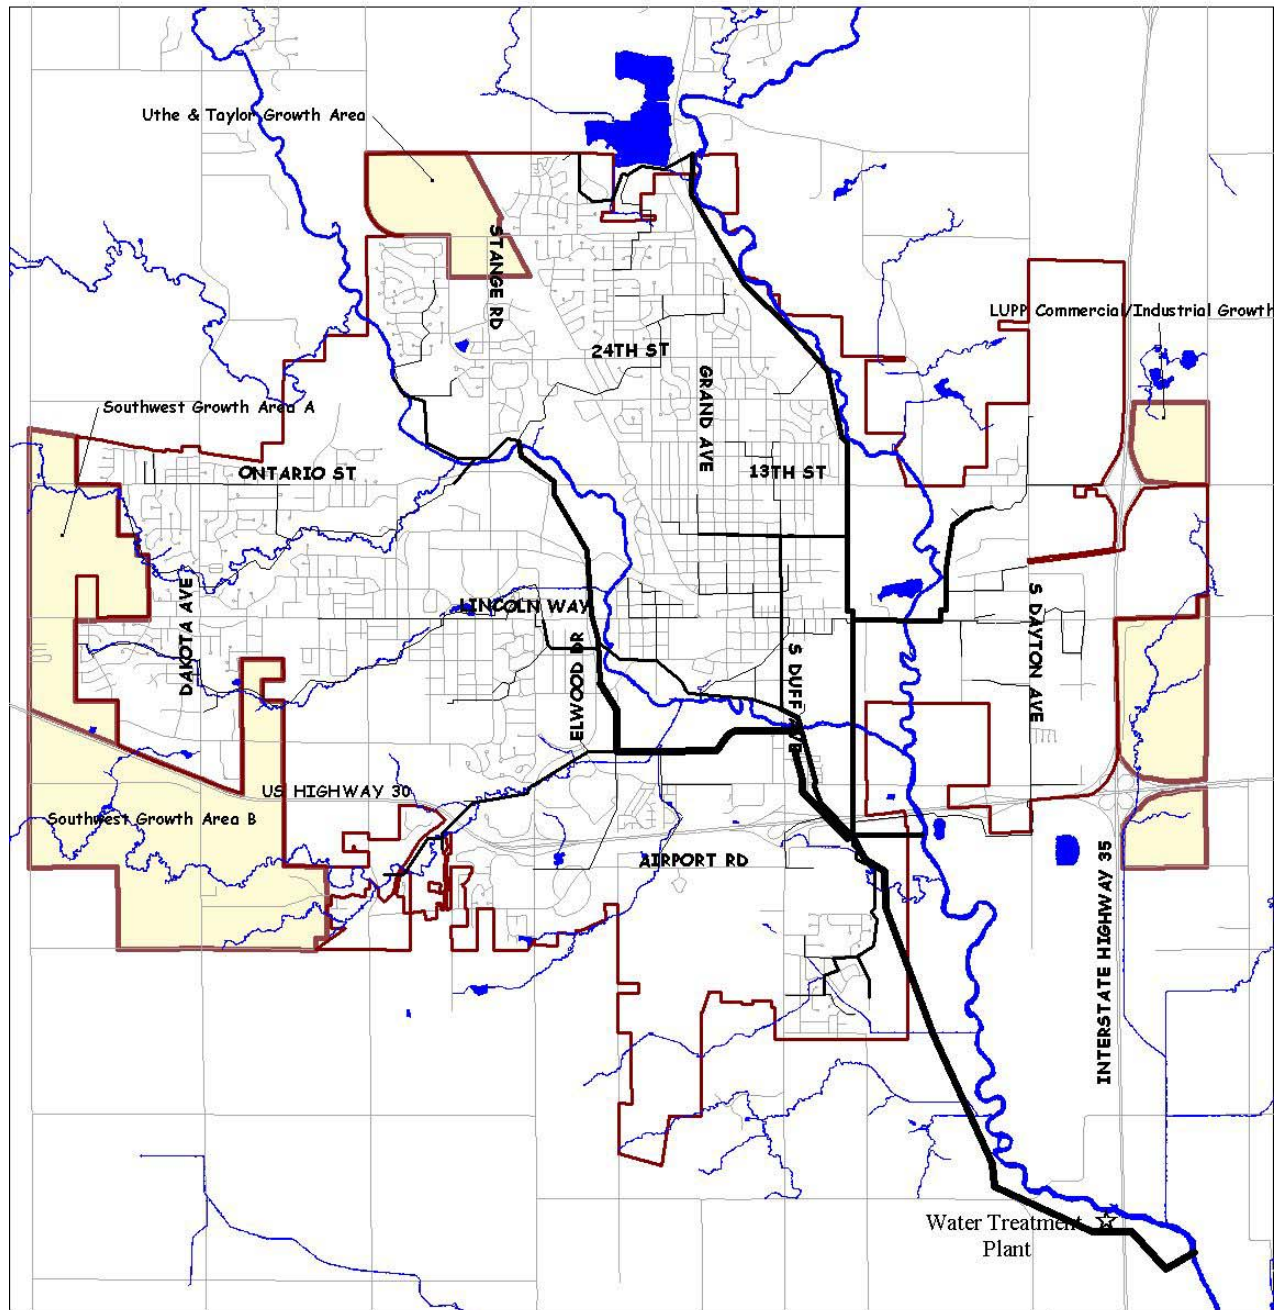 Uthe & Taylor Growth Area
STANGE RD
LUPP Commercial/Industrial Growth
24TH ST
GRAND AVE
Southwest Growth Area A
ONTARIO ST
13TH ST
DAKOTA AVE
LINCOLN WAY
S DAYTON AVE
ELWOOD DR
S DUFF
US HIGHWAY 30
Southwest Growth Area B
AIRPORT RD
INTERSTATE HIGHWAY 35
Water Treatment
Plant